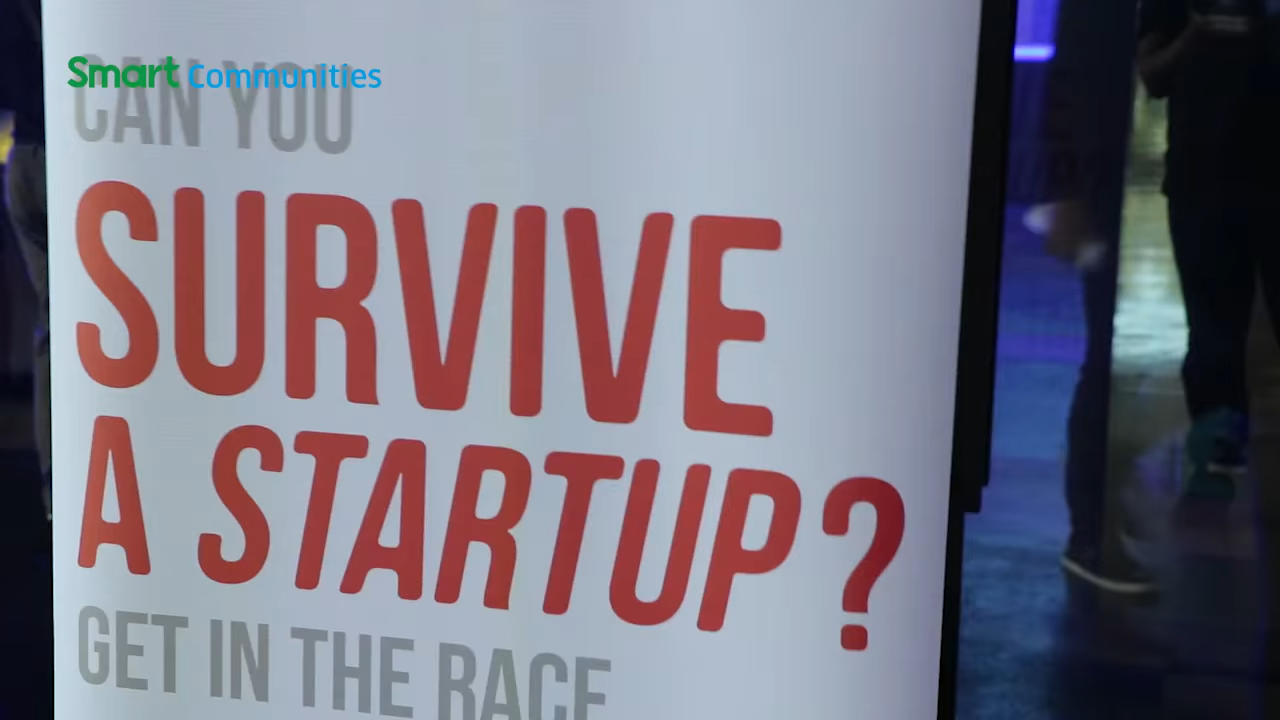 Smart Communities
CAN YOU
SURVIVE
A STARTUP?
GET IN THE RACE